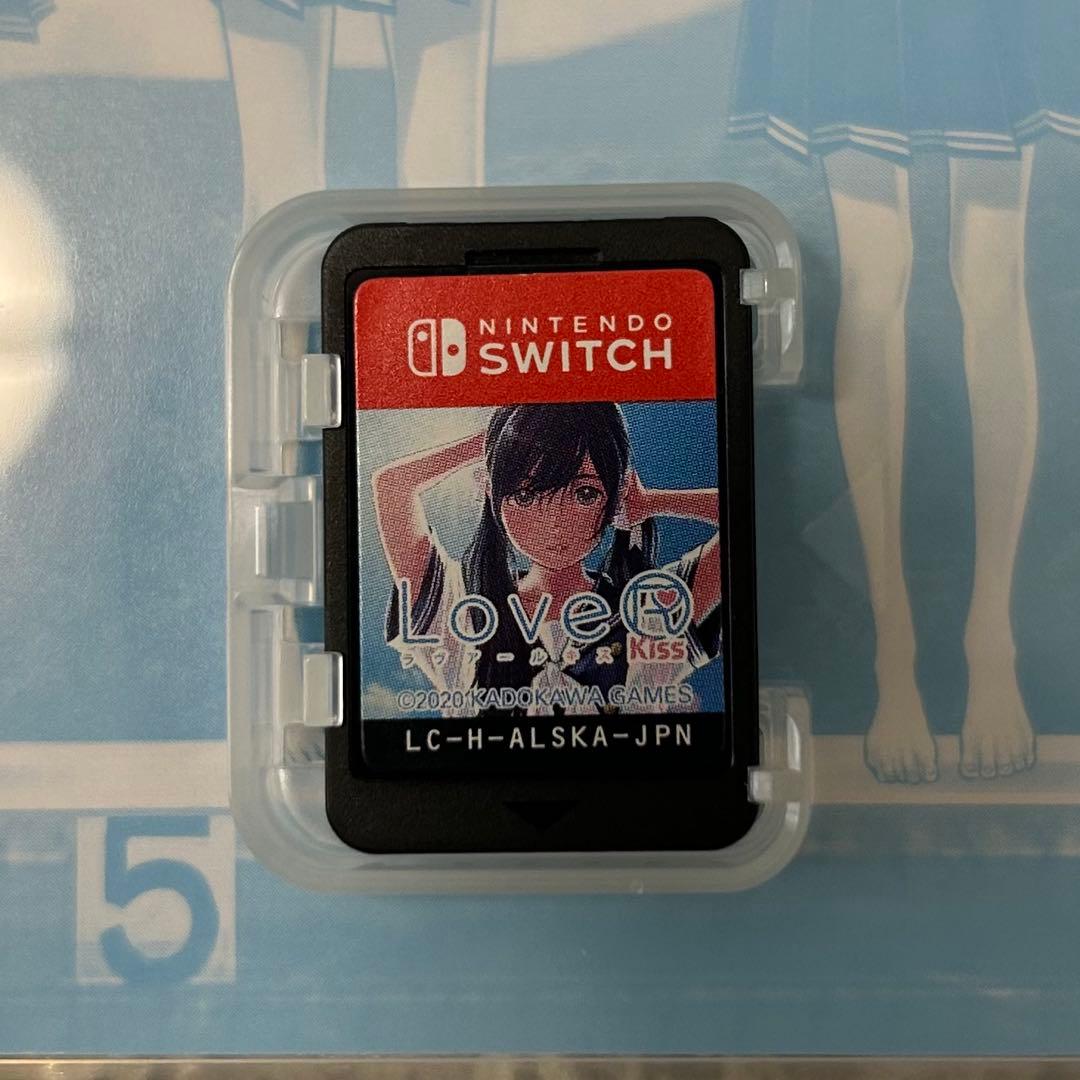 NINTENDO
SWITCH
LoveR
Kiss
ラヴアールキス
©2020 KADOKAWA GAMES
LC-H-ALSKA-JPN
5